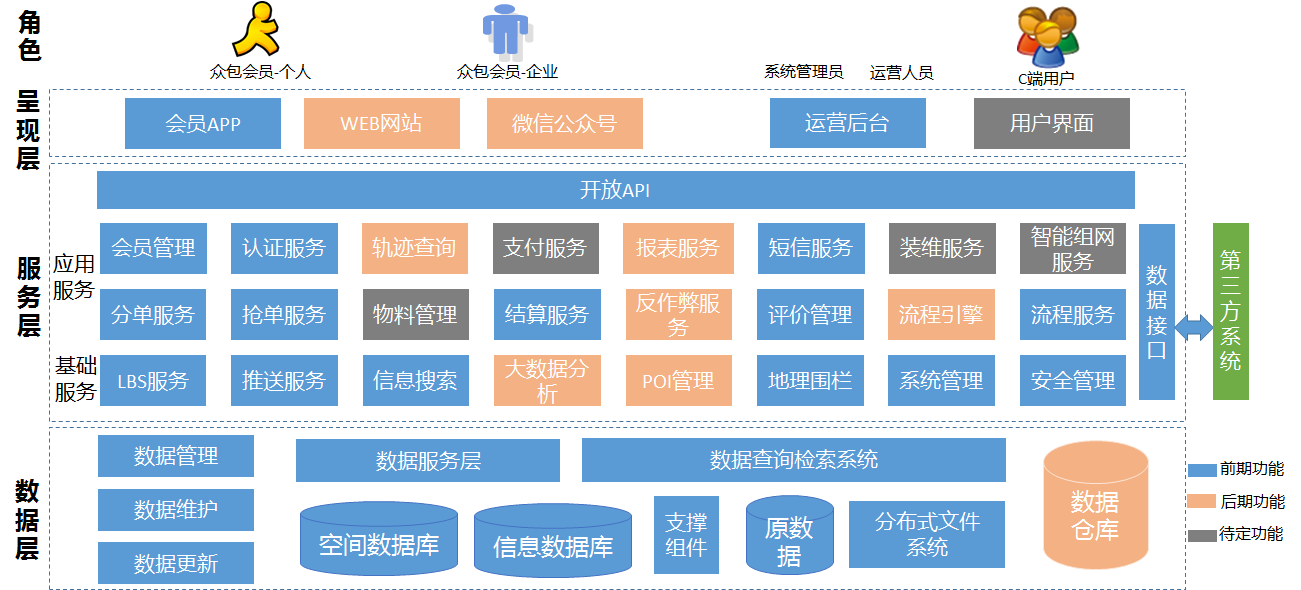 角色
众包会员-个人
众包会员-企业
系统管理员
运营人员
C端用户
呈现层
会员APP
WEB网站
微信公众号
运营后台
用户界面
服务层
开放API
应用
服务
会员管理
认证服务
轨迹查询
支付服务
报表服务
短信服务
装维服务
智能组网
服务
分单服务
抢单服务
物料管理
结算服务
反作弊服
务
评价管理
流程引擎
流程服务
基础
服务
LBS服务
推送服务
信息搜索
大数据分
析
POI管理
地理围栏
系统管理
安全管理
数据接口
第三方系统
数据层
数据管理
数据维护
数据更新
数据服务层
数据查询检索系统
空间数据库
信息数据库
支撑
组件
原数
据
分布式文件
系统
数据
仓库
前期功能
后期功能
待定功能